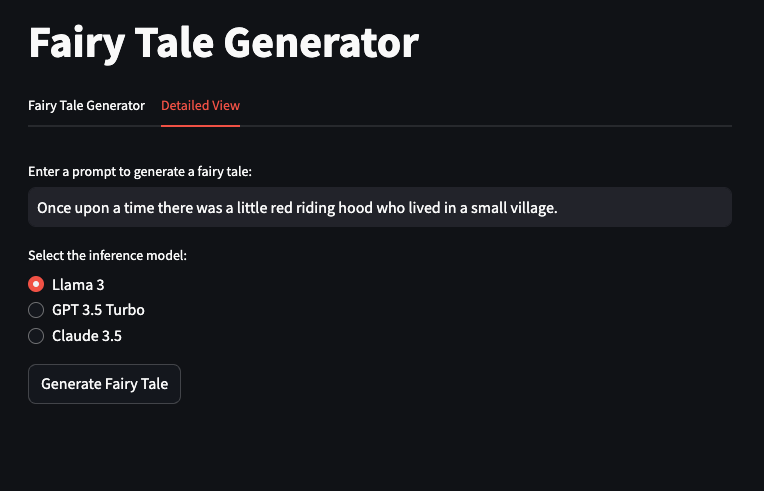 Fairy Tale Generator
Fairy Tale Generator Detailed View
Enter a prompt to generate a fairy tale:
Once upon a time there was a little red riding hood who lived in a small village.
Select the inference model:
Llama 3
GPT 3.5 Turbo
Claude 3.5
Generate Fairy Tale